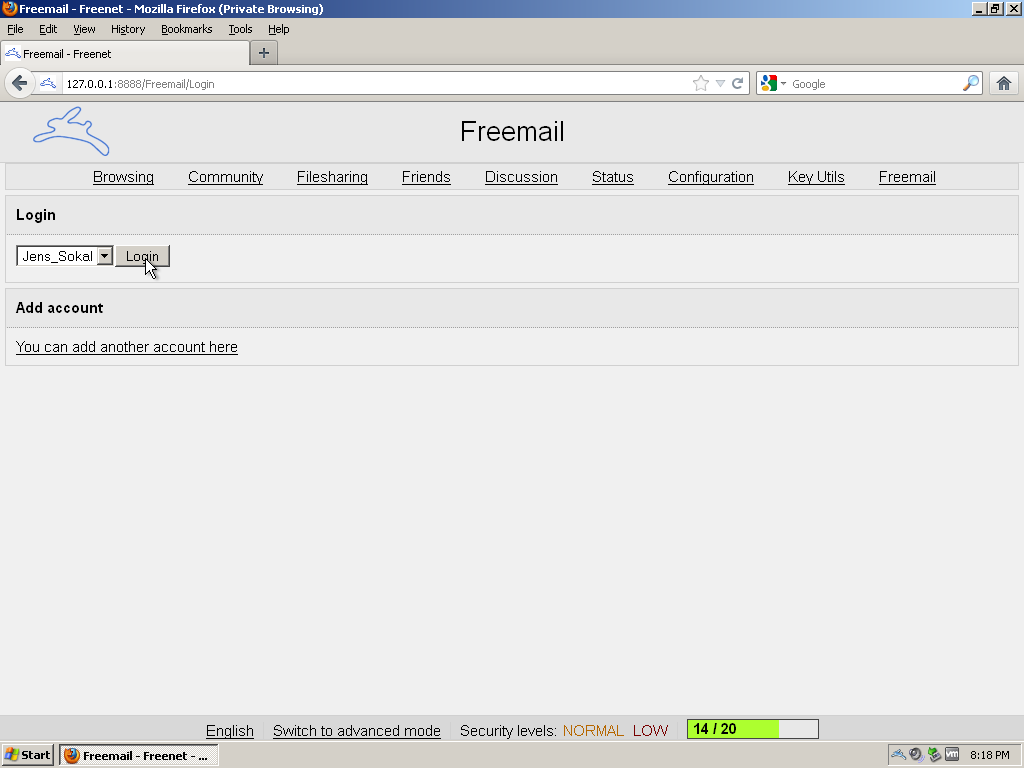 Freemail - Freenet - Mozilla Firefox (Private Browsing)
File Edit View History Bookmarks Tools Help
Freemail - Freenet
127.0.0.1:8888/Freemail/Login
Google
Freemail
Browsing Community Filesharing Friends Discussion Status Configuration Key Utils Freemail
Login
Jens_Sokal Login
Add account
You can add another account here
English Switch to advanced mode Security levels: NORMAL LOW 14 / 20
Start Freemail - Freenet - ... 8:18 PM